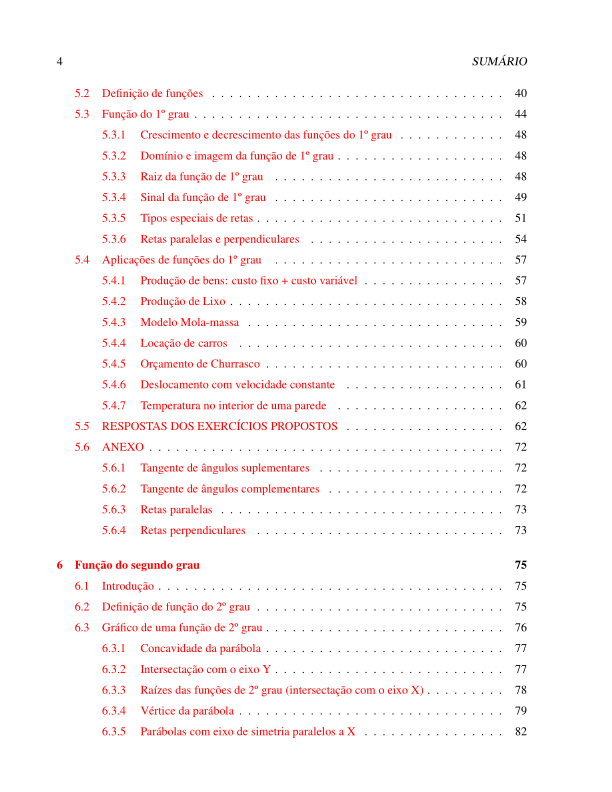 4 SUMÁRIO
5.2 Definição de funções . . . . . . . . . . . . . . . . . . . . . . . . . . . . . . . . 40
5.3 Função do 1º grau . . . . . . . . . . . . . . . . . . . . . . . . . . . . . . . . . . 44
5.3.1 Crescimento e decrescimento das funções do 1º grau . . . . . . . . . . . . 48
5.3.2 Domínio e imagem da função de 1º grau . . . . . . . . . . . . . . . . . . . 48
5.3.3 Raiz da função de 1º grau . . . . . . . . . . . . . . . . . . . . . . . . . . 48
5.3.4 Sinal da função de 1º grau . . . . . . . . . . . . . . . . . . . . . . . . . . 49
5.3.5 Tipos especiais de retas . . . . . . . . . . . . . . . . . . . . . . . . . . . . 51
5.3.6 Retas paralelas e perpendiculares . . . . . . . . . . . . . . . . . . . . . . 54
5.4 Aplicações de funções do 1º grau . . . . . . . . . . . . . . . . . . . . . . . . . . 57
5.4.1 Produção de bens: custo fixo + custo variável . . . . . . . . . . . . . . . . 57
5.4.2 Produção de Lixo . . . . . . . . . . . . . . . . . . . . . . . . . . . . . . . 58
5.4.3 Modelo Mola-massa . . . . . . . . . . . . . . . . . . . . . . . . . . . . . 59
5.4.4 Locação de carros . . . . . . . . . . . . . . . . . . . . . . . . . . . . . . 60
5.4.5 Orçamento de Churrasco . . . . . . . . . . . . . . . . . . . . . . . . . . . 60
5.4.6 Deslocamento com velocidade constante . . . . . . . . . . . . . . . . . . 61
5.4.7 Temperatura no interior de uma parede . . . . . . . . . . . . . . . . . . . 62
5.5 RESPOSTAS DOS EXERCÍCIOS PROPOSTOS . . . . . . . . . . . . . . . . . . 62
5.6 ANEXO . . . . . . . . . . . . . . . . . . . . . . . . . . . . . . . . . . . . . . . . 72
5.6.1 Tangente de ângulos suplementares . . . . . . . . . . . . . . . . . . . . . 72
5.6.2 Tangente de ângulos complementares . . . . . . . . . . . . . . . . . . . . 72
5.6.3 Retas paralelas . . . . . . . . . . . . . . . . . . . . . . . . . . . . . . . . 73
5.6.4 Retas perpendiculares . . . . . . . . . . . . . . . . . . . . . . . . . . . . 73
6 Função do segundo grau 75
6.1 Introdução . . . . . . . . . . . . . . . . . . . . . . . . . . . . . . . . . . . . . . . 75
6.2 Definição de função do 2º grau . . . . . . . . . . . . . . . . . . . . . . . . . . . . 75
6.3 Gráfico de uma função de 2º grau . . . . . . . . . . . . . . . . . . . . . . . . . . . 76
6.3.1 Concavidade da parábola . . . . . . . . . . . . . . . . . . . . . . . . . . . 77
6.3.2 Intersectação com o eixo Y . . . . . . . . . . . . . . . . . . . . . . . . . . 77
6.3.3 Raízes das funções de 2º grau (intersectação com o eixo X) . . . . . . . . . 78
6.3.4 Vértice da parábola . . . . . . . . . . . . . . . . . . . . . . . . . . . . . . 79
6.3.5 Parábolas com eixo de simetria paralelos a X . . . . . . . . . . . . . . . . 82